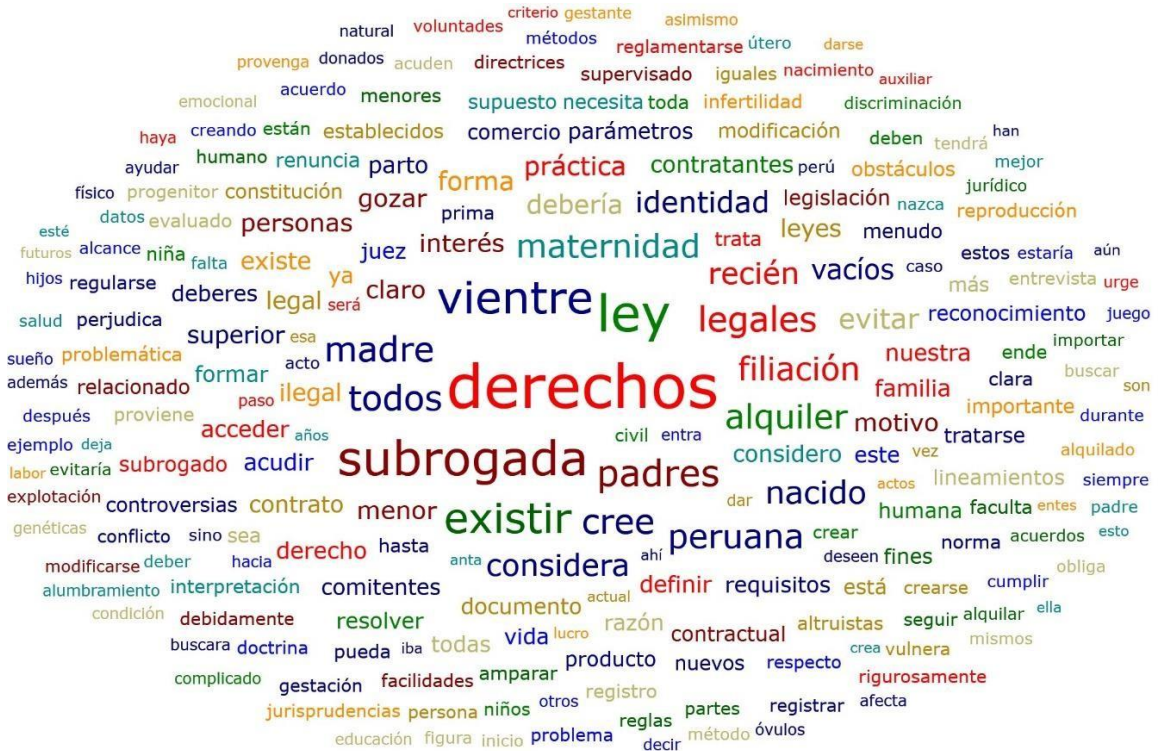 criterio gestante
natural voluntades métodos asimismo
provenga donados acuden directrices reglamentarse útero darse
emocional acuerdo menores supervisado iguales nacimiento auxiliar
haya creando están establecidos supuesto necesita toda infertilidad discriminación
ayudar humano renuncia parto comercio parámetros modificación deben tendrá han
físico progenitor constitución gozar forma práctica contratantes perú obstáculos mejor
esté datos evaluado personas prima debería identidad legislación nazca jurídico reproducción
futuros alcance niña falta existe juez interés maternidad trata leyes menudo estos estaría aún
hijos regularse deberes legal ya será claro vientre ley recién vacíos caso más entrevista urge
salud perjudica superior esa legales evitar reconocimiento juego
sueño problemática formar acto madre derechos filiación nuestra ende importar
además relacionado paso ilegal todos familia clara buscar son
después proviene acceder años civil entra alquiler motivo importante durante
ejemplo deja subrogado acudir subrogada padres considero este vez tratarse alquilado
labor evitaría controversias contrato menor existir cree dar nacido actos lineamientos siempre
explotación conflicto sino sea derecho hasta peruana crear humana faculta entes padre
genéticas modificarse deber hacia anta considera ahí deseen fines norma acuerdos esto
alumbramiento interpretación comitentes definir requisitos está crearse cumplir obliga
condición debidamente resolver documento actual razón contractual altruistas seguir alquilar ella
buscara doctrina pueda iba todas vida lucro producto nuevos respecto crea vulnera mismos
complicado gestación facilidades amparar registro registrar afecta rigurosamente
jurisprudencias persona niños otros reglas partes método óvulos
educación figura inicio problema decir